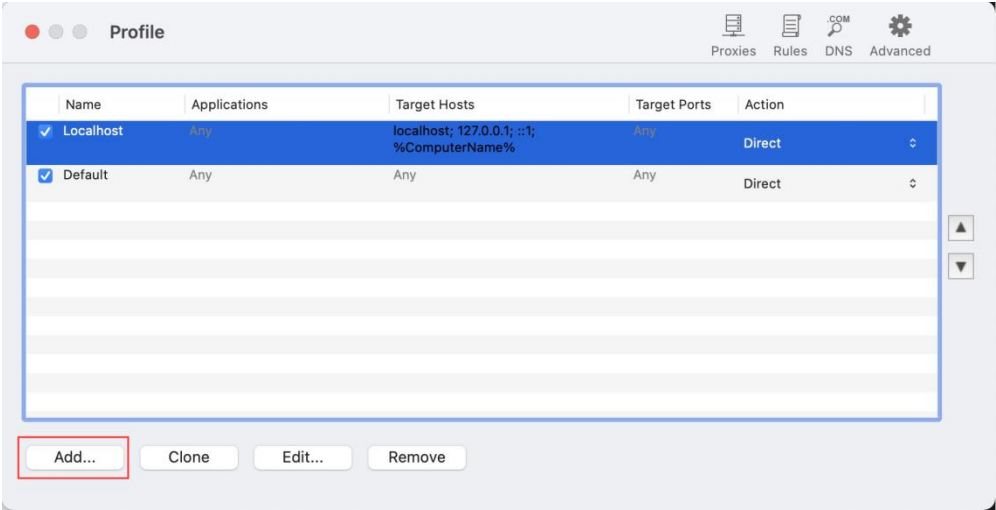 Profile
.COM
Proxies Rules DNS Advanced
Name Applications Target Hosts Target Ports Action
Localhost Any localhost; 127.0.0.1; ::1; Any Direct
%ComputerName%
Default Any Any Any Direct
Add... Clone Edit... Remove